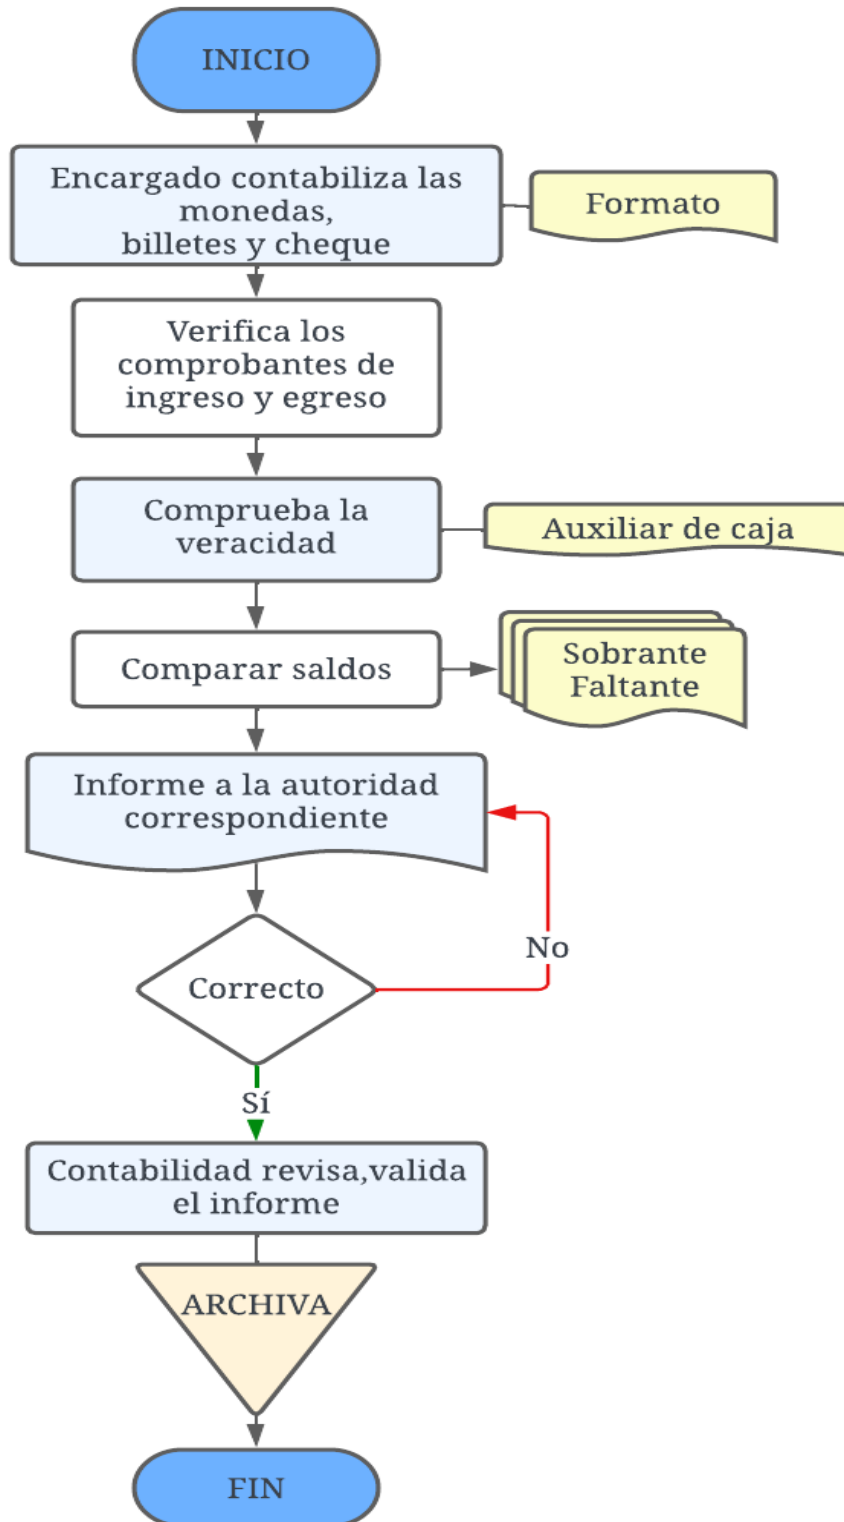 INICIO
Encargado contabiliza las
monedas,
billetes y cheque
Formato
Verifica los
comprobantes de
ingreso y egreso
Comprueba la
veracidad
Auxiliar de caja
Comparar saldos
Sobrante
Faltante
Informe a la autoridad
correspondiente
No
Correcto
Sí
Contabilidad revisa,valida
el informe
ARCHIVA
FIN